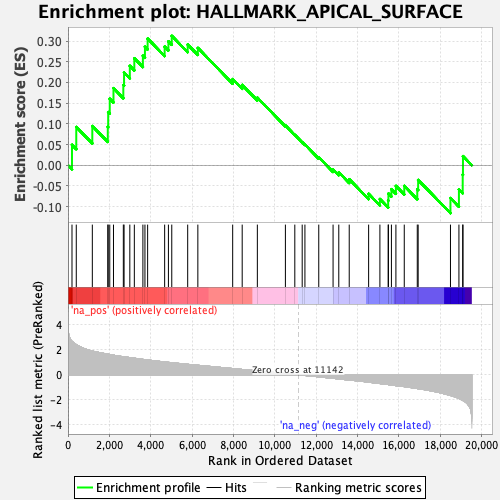 Enrichment plot: HALLMARK_APICAL_SURFACE
Enrichment score (ES)
0.30
0.25
0.20
0.15
0.10
0.05
0.00
-0.05
-0.10
'na_pos' (positively correlated)
Ranked list metric (PreRanked)
4
2
0
-2
-4
Zero cross at 11142
'na_neg' (negatively correlated)
0 2,000 4,000 6,000 8,000 10,000 12,000 14,000 16,000 18,000 20,000
Rank in Ordered Dataset
Enrichment profile Hits Ranking metric scores